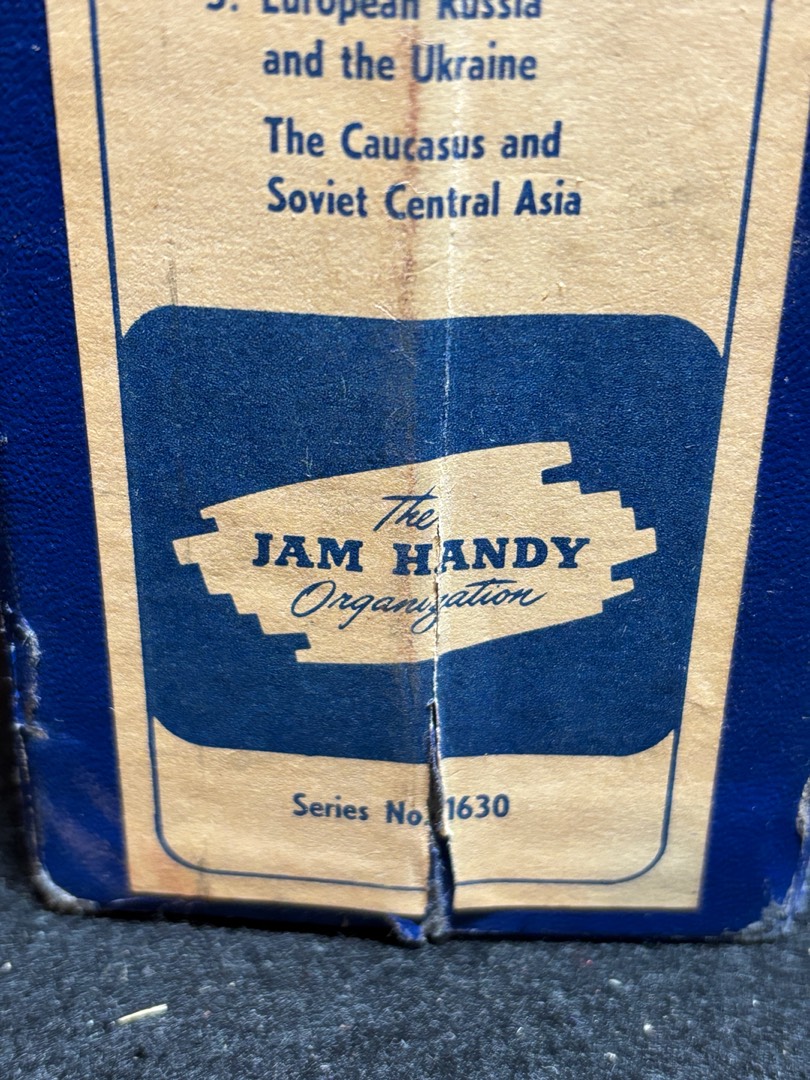 European Russia
and the Ukraine
The Caucasus and
Soviet Central Asia
The
JAM HANDY
Organization
Series No. 1630